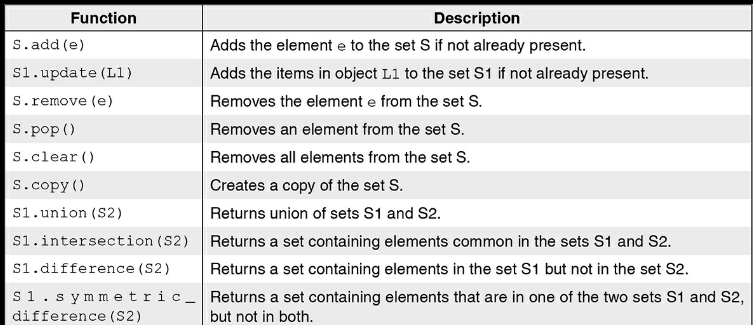 Function Description
S.add(e) Adds the element e to the set S if not already present.
S1.update(L1) Adds the items in object L1 to the set S1 if not already present.
S.remove(e) Removes the element e from the set S.
S.pop() Removes an element from the set S.
S.clear() Removes all elements from the set S.
S.copy() Creates a copy of the set S.
S1.union(S2) Returns union of sets S1 and S2.
S1.intersection(S2) Returns a set containing elements common in the sets S1 and S2.
S1.difference(S2) Returns a set containing elements in the set S1 but not in the set S2.
S1.symmetric_ Returns a set containing elements that are in one of the two sets S1 and S2,
difference(S2) but not in both.